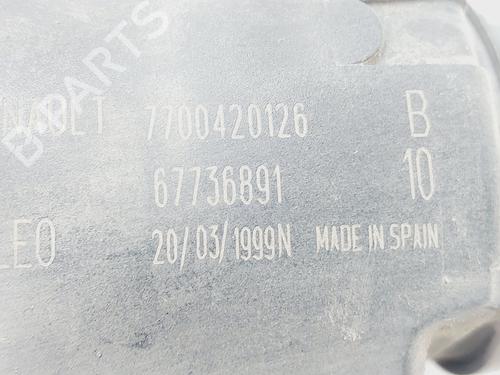 NAULT 7700420126 B
67736891 10
LEO 20/03/1999N MADE IN SPAIN
B-PARTS